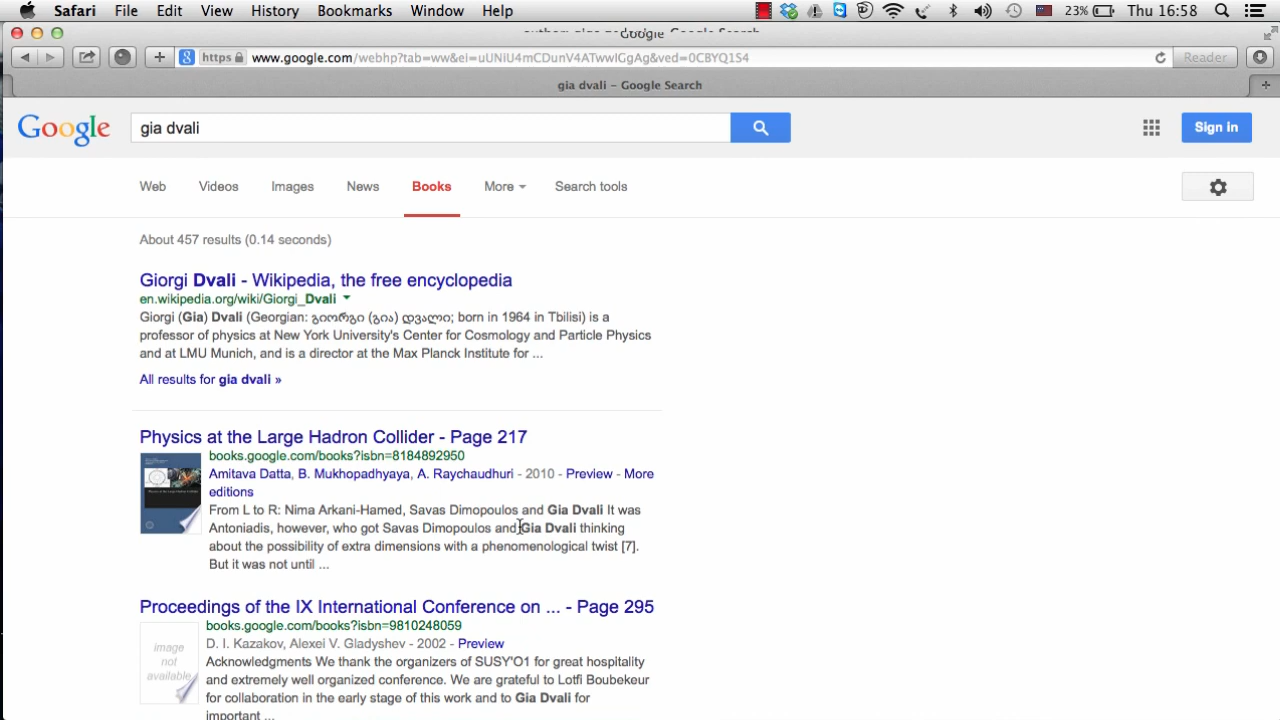 Safari File Edit View History Bookmarks Window Help 23% Thu 16:58
Google Search
https www.google.com/webhp?tab=ww&ei=uUNiU4mCDunV4ATwwIGgAg&ved=0CBYQ1S4 Reader
gia dvali – Google Search
Google gia dvali Sign in
Web Videos Images News Books More Search tools
About 457 results (0.14 seconds)
Giorgi Dvali - Wikipedia, the free encyclopedia
en.wikipedia.org/wiki/Giorgi_Dvali
Giorgi (Gia) Dvali (Georgian: გიორგი (გია) დვალი; born in 1964 in Tbilisi) is a
professor of physics at New York University's Center for Cosmology and Particle Physics
and at LMU Munich, and is a director at the Max Planck Institute for ...
All results for gia dvali »
Physics at the Large Hadron Collider - Page 217
books.google.com/books?isbn=8184892950
Amitava Datta, B. Mukhopadhyaya, A. Raychaudhuri - 2010 - Preview - More
editions
From L to R: Nima Arkani-Hamed, Savas Dimopoulos and Gia Dvali It was
Antoniadis, however, who got Savas Dimopoulos and Gia Dvali thinking
about the possibility of extra dimensions with a phenomenological twist [7].
But it was not until ...
Proceedings of the IX International Conference on ... - Page 295
books.google.com/books?isbn=9810248059
image
not
available
D. I. Kazakov, Alexei V. Gladyshev - 2002 - Preview
Acknowledgments We thank the organizers of SUSY'O1 for great hospitality
and extremely well organized conference. We are grateful to Lotfi Boubekeur
for collaboration in the early stage of this work and to Gia Dvali for
important ...